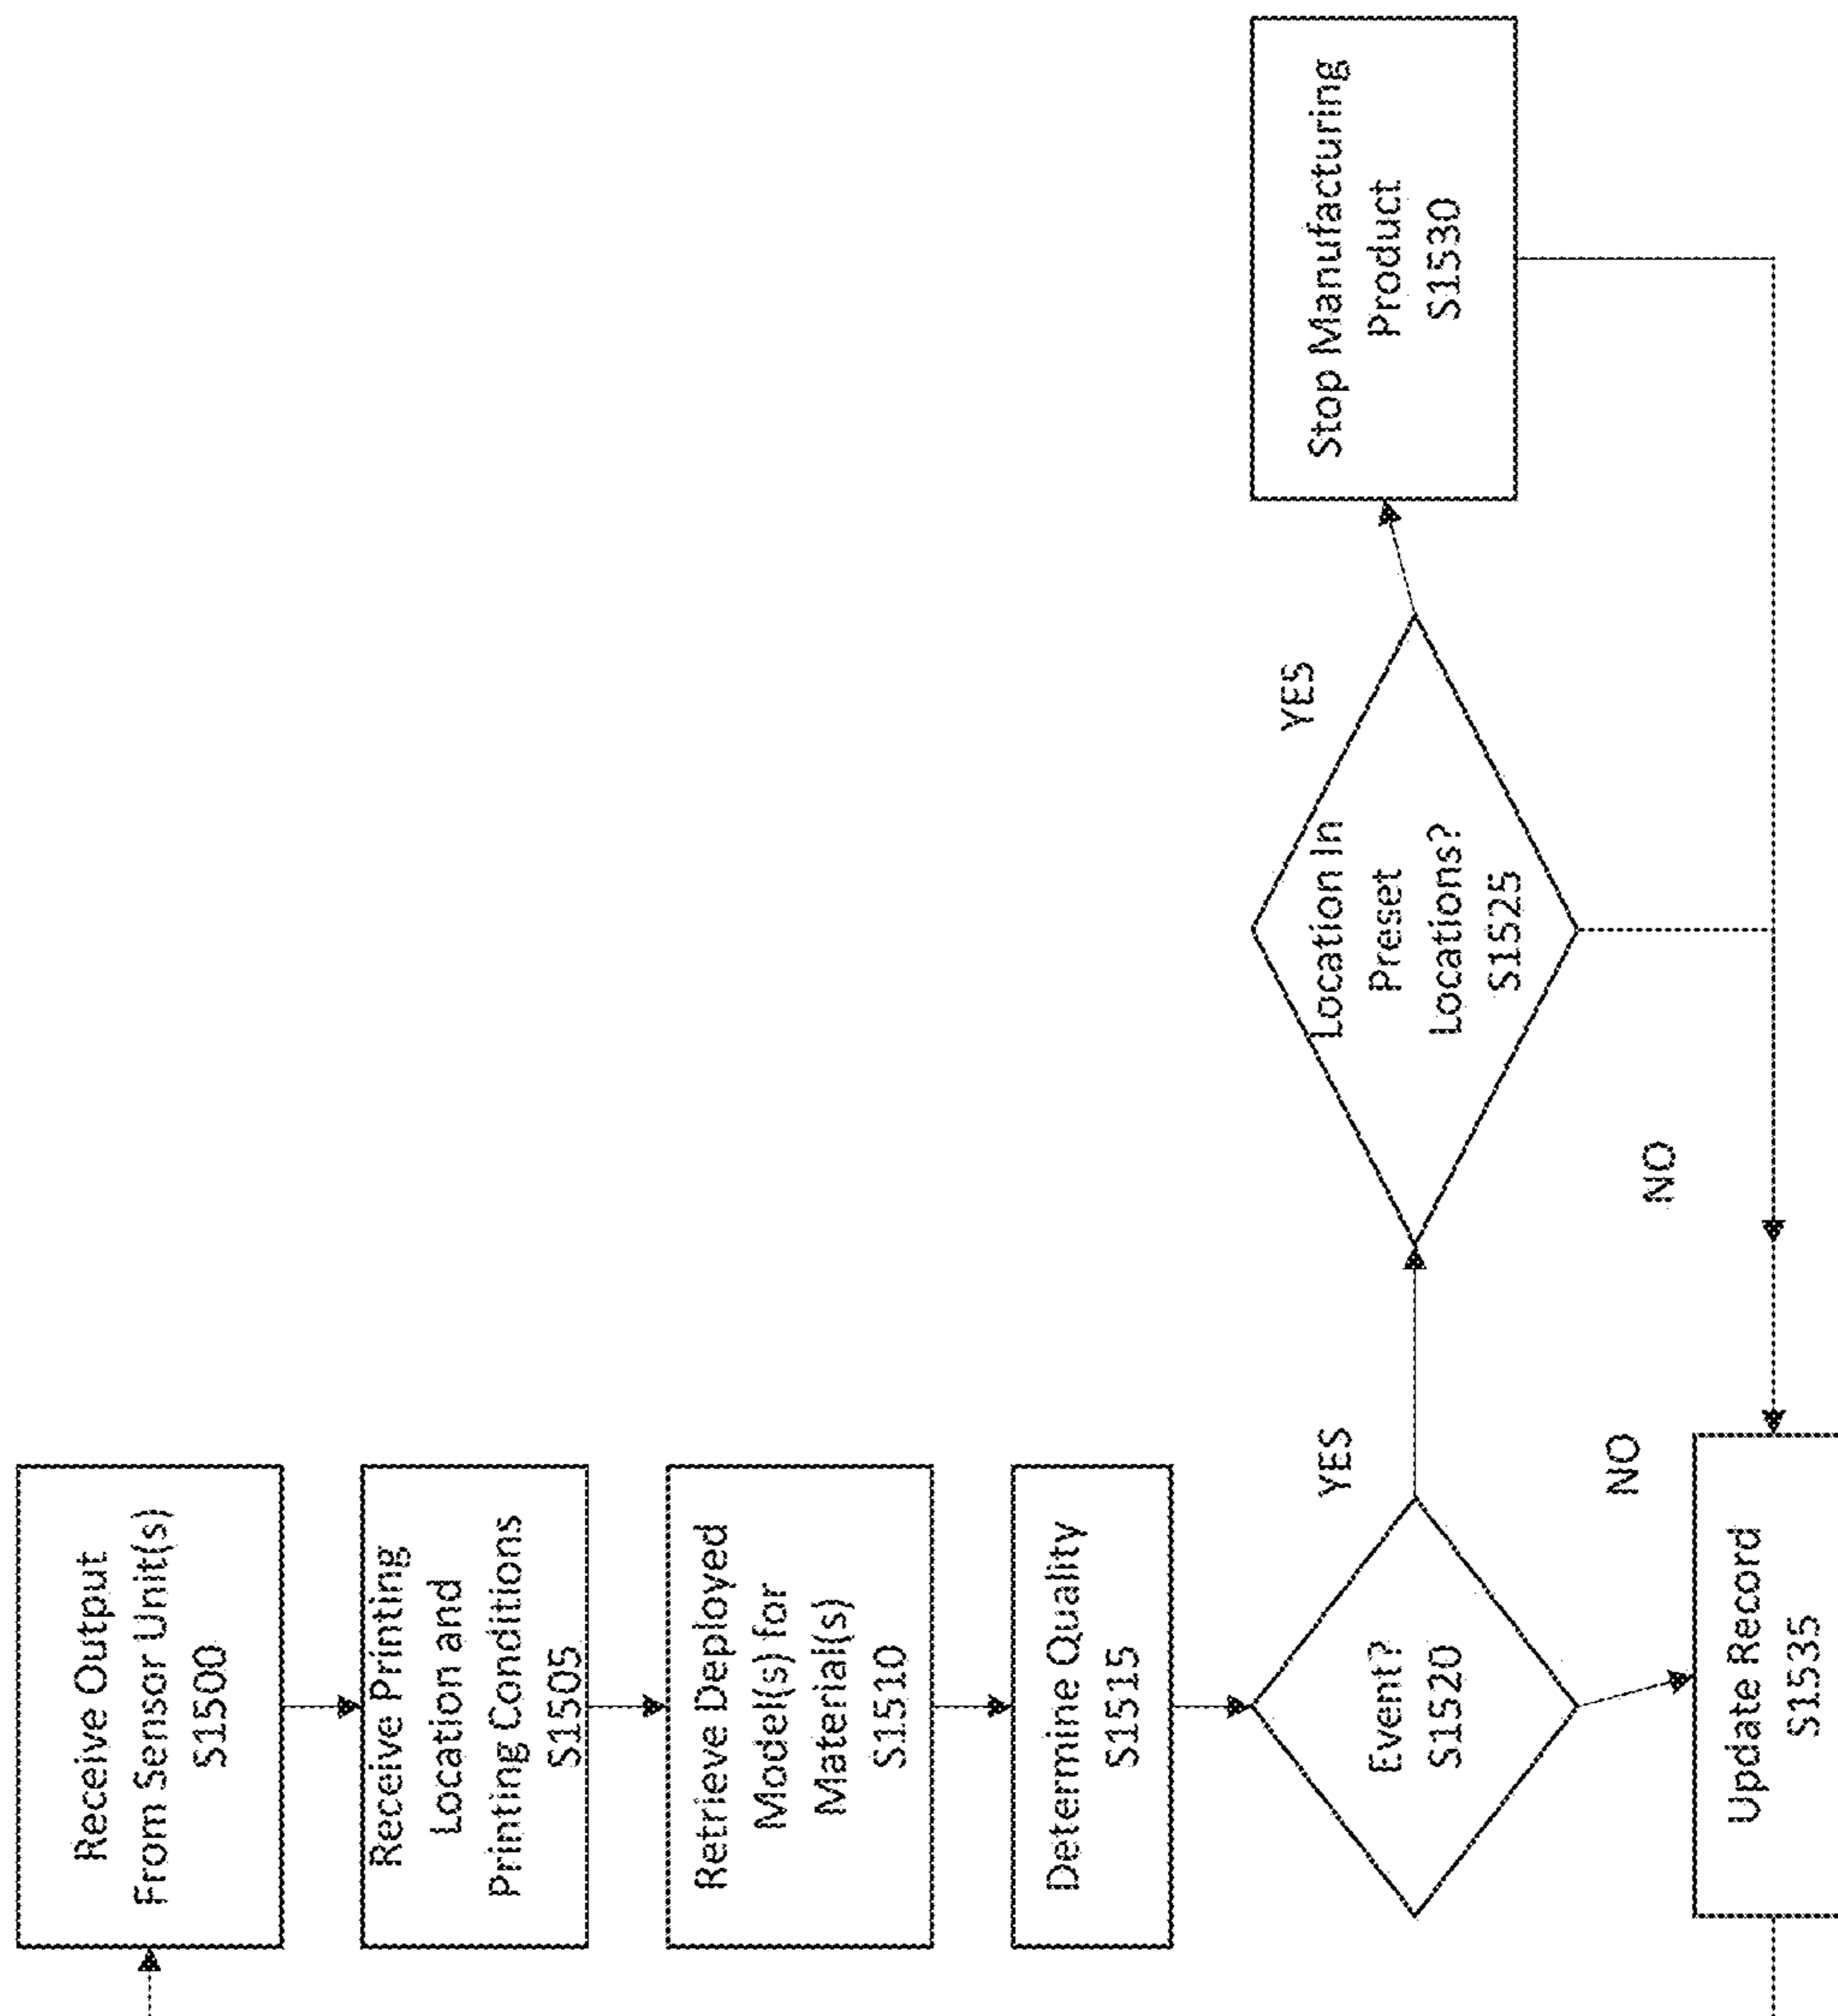 Receive Output
From Sensor Unit(s)
S1500
Receive Printing
Location and
Printing Conditions
S1505
Retrieve Deployed
Model(s) for
Material(s)
S1510
Determine Quality
S1515
Event?
S1520
YES
NO
Location In
Preset
Locations?
S1525
YES
NO
Stop Manufacturing
Product
S1530
Update Record
S1535